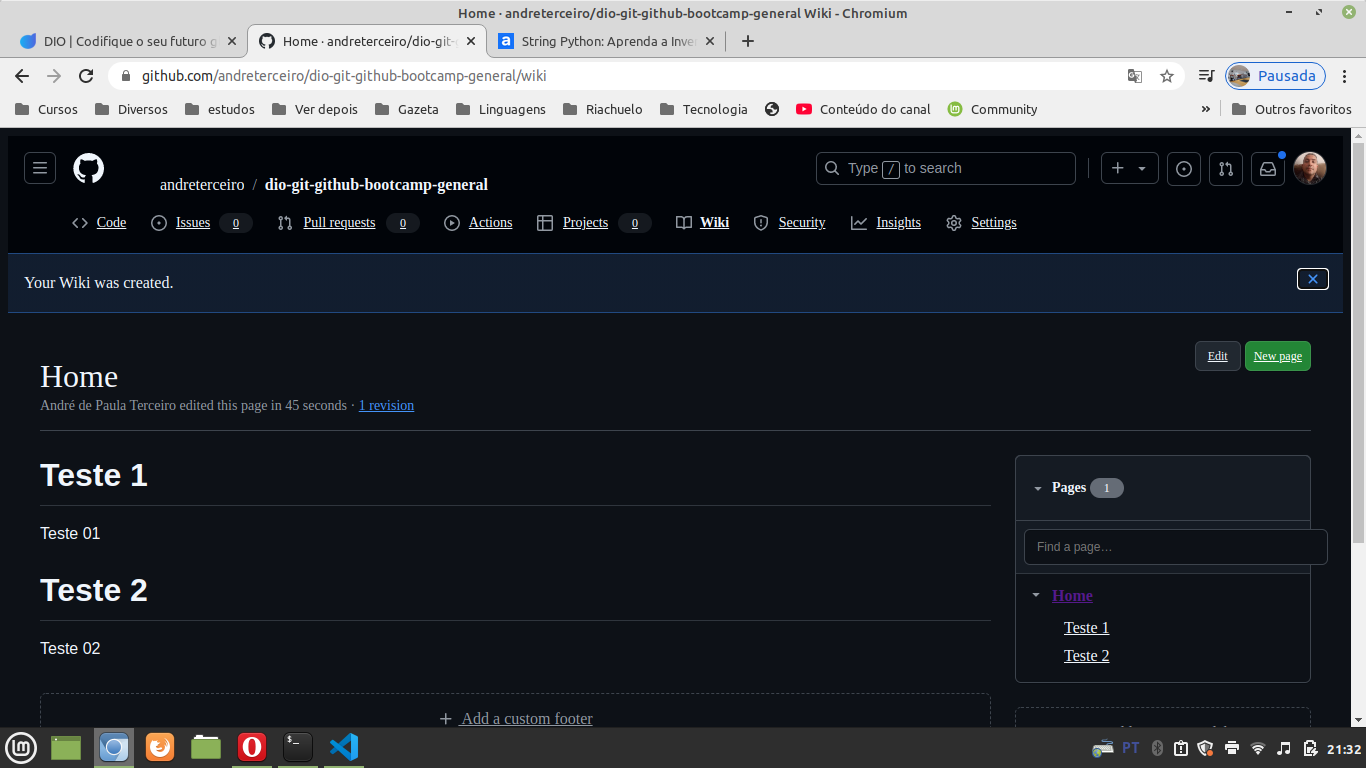 Home · andreterceiro/dio-git-github-bootcamp-general Wiki - Chromium
DIO | Codifique o seu futuro g
Home · andreterceiro/dio-git-g
String Python: Aprenda a Inve
github.com/andreterceiro/dio-git-github-bootcamp-general/wiki
Pausada
Cursos Diversos estudos Ver depois Gazeta Linguagens Riachuelo Tecnologia Conteúdo do canal Community » Outros favoritos
Type / to search
andreterceiro / dio-git-github-bootcamp-general
Code Issues 0 Pull requests 0 Actions Projects 0 Wiki Security Insights Settings
Your Wiki was created.
Edit New page
Home
André de Paula Terceiro edited this page in 45 seconds · 1 revision
Teste 1
Teste 01
Teste 2
Teste 02
Add a custom footer
Pages 1
Find a page…
Home
Teste 1
Teste 2
PT
21:32